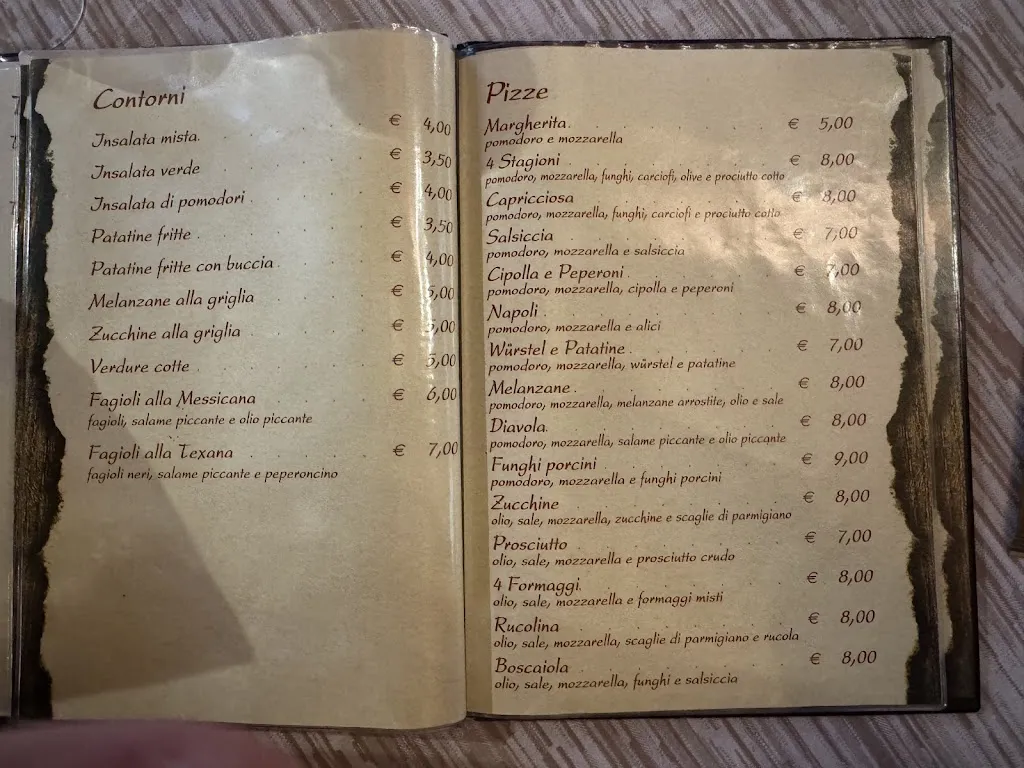 Contorni
Insalata mista € 4,00
Insalata verde € 3,50
Insalata di pomodori € 4,00
Patatine fritte € 3,50
Patatine fritte con buccia € 4,00
Melanzane alla griglia € 5,00
Zucchine alla griglia € 5,00
Verdure cotte € 5,00
Fagioli alla Messicana € 6,00
fagioli, salame piccante e olio piccante
Fagioli alla Texana € 7,00
fagioli neri, salame piccante e peperoncino
Pizze
Margherita € 5,00
pomodoro e mozzarella
4 Stagioni € 8,00
pomodoro, mozzarella, funghi, carciofi, olive e prociutto cotto
Capricciosa € 8,00
pomodoro, mozzarella, funghi, carciofi e prociutto cotto
Salsiccia € 7,00
pomodoro, mozzarella e salsiccia
Cipolla e Peperoni € 7,00
pomodoro, mozzarella, cipolla e peperoni
Napoli € 8,00
pomodoro, mozzarella e alici
Würstel e Patatine € 7,00
pomodoro, mozzarella, würstel e patatine
Melanzane € 8,00
pomodoro, mozzarella, melanzane arrostite, olio e sale
Diavola € 8,00
pomodoro, mozzarella, salame piccante e olio piccante
Funghi porcini € 9,00
pomodoro, mozzarella e funghi porcini
Zucchine € 8,00
olio, sale, mozzarella, zucchine e scaglie di parmigiano
Prosciutto € 7,00
olio, sale, mozzarella e prosciutto crudo
4 Formaggi € 8,00
olio, sale, mozzarella e formaggi misti
Rucolina € 8,00
olio, sale, mozzarella, scaglie di parmigiano e rucola
Boscaiola € 8,00
olio, sale, mozzarella, funghi e salsiccia